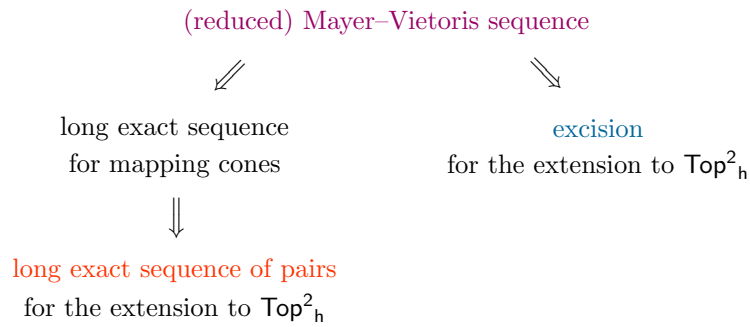 (reduced) Mayer–Vietoris sequence
long exact sequence
for mapping cones
excision
for the extension to Top²ₕ
long exact sequence of pairs
for the extension to Top²ₕ